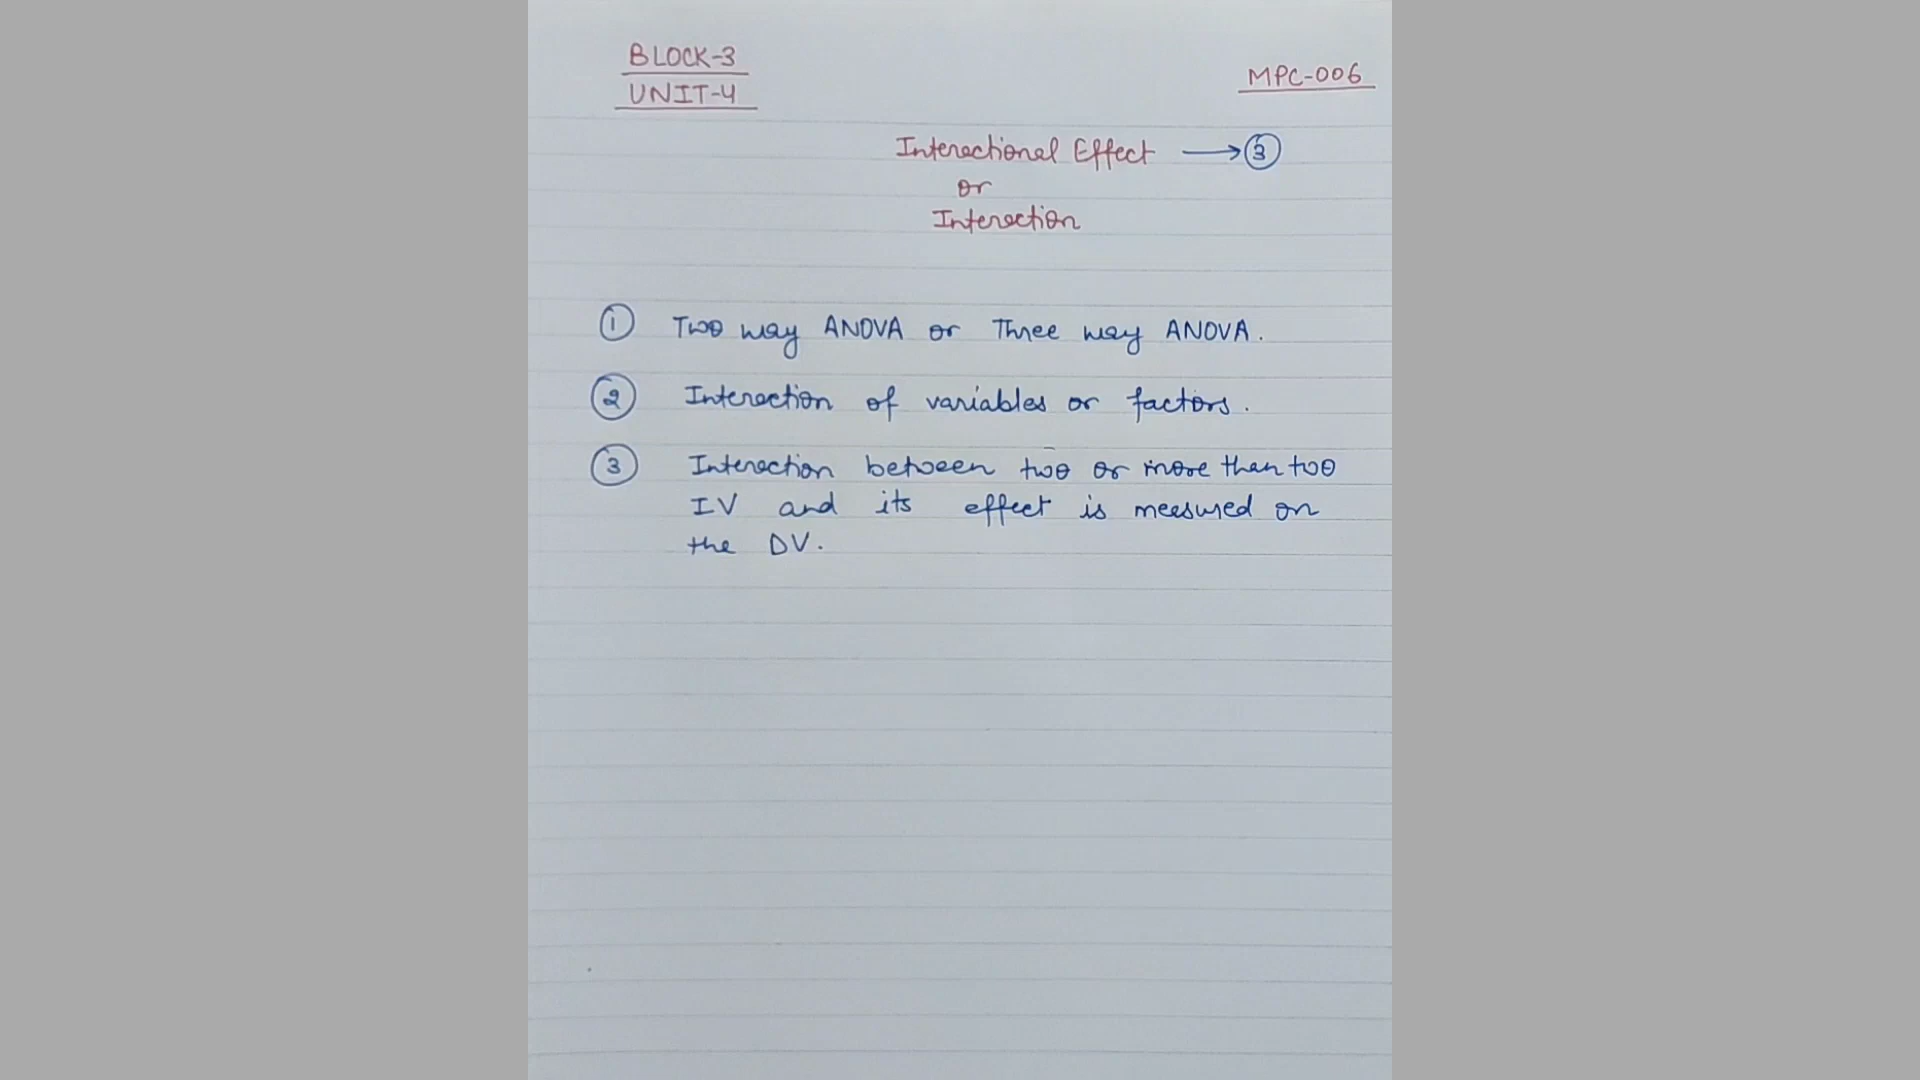 BLOCK-3
UNIT-4
MPC-006
Interactional Effect → ③
or
Interaction
① Two way ANOVA or Three way ANOVA.
② Interaction of variables or factors.
③ Interaction between two or more than two
IV and its effect is measured on
the DV.